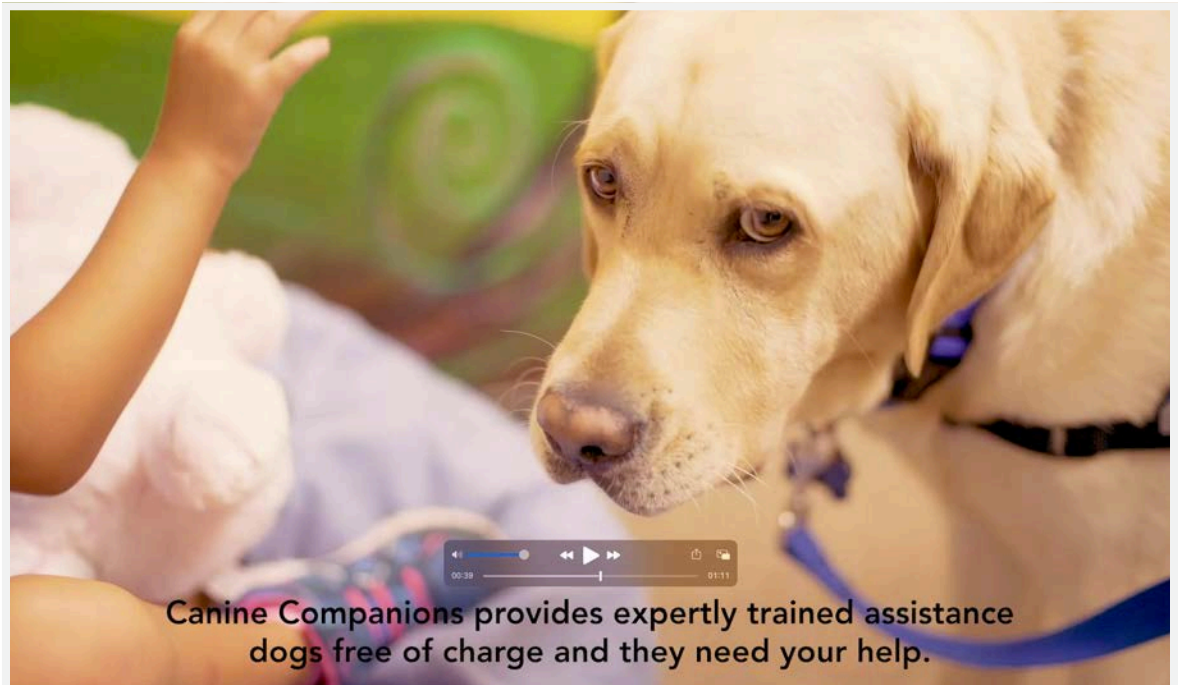 00:39
01:11
Canine Companions provides expertly trained assistance
dogs free of charge and they need your help.